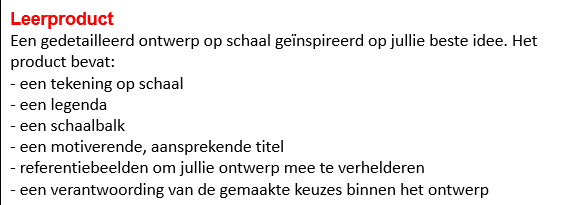 Leerproduct
Een gedetailleerd ontwerp op schaal geïnspireerd op jullie beste idee. Het
product bevat:
- een tekening op schaal
- een legenda
- een schaalbalk
- een motiverende, aansprekende titel
- referentiebeelden om jullie ontwerp mee te verhelderen
- een verantwoording van de gemaakte keuzes binnen het ontwerp